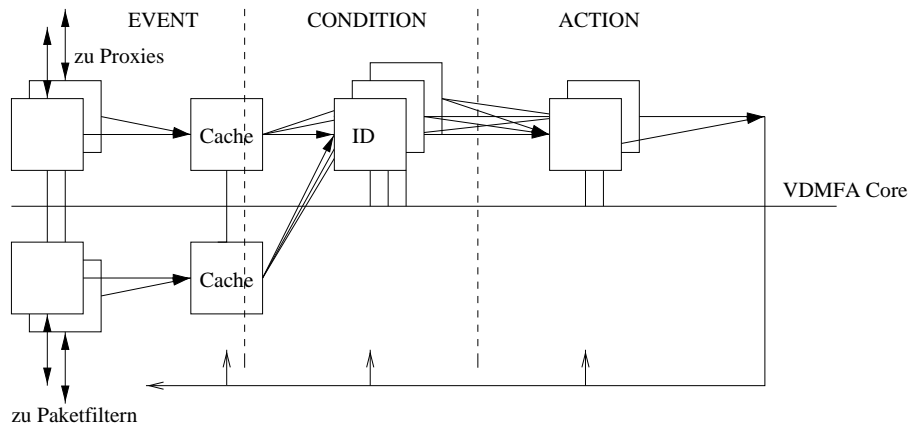 EVENT
CONDITION
ACTION
zu Proxies
Cache
ID
VDMFA Core
Cache
zu Paketfiltern